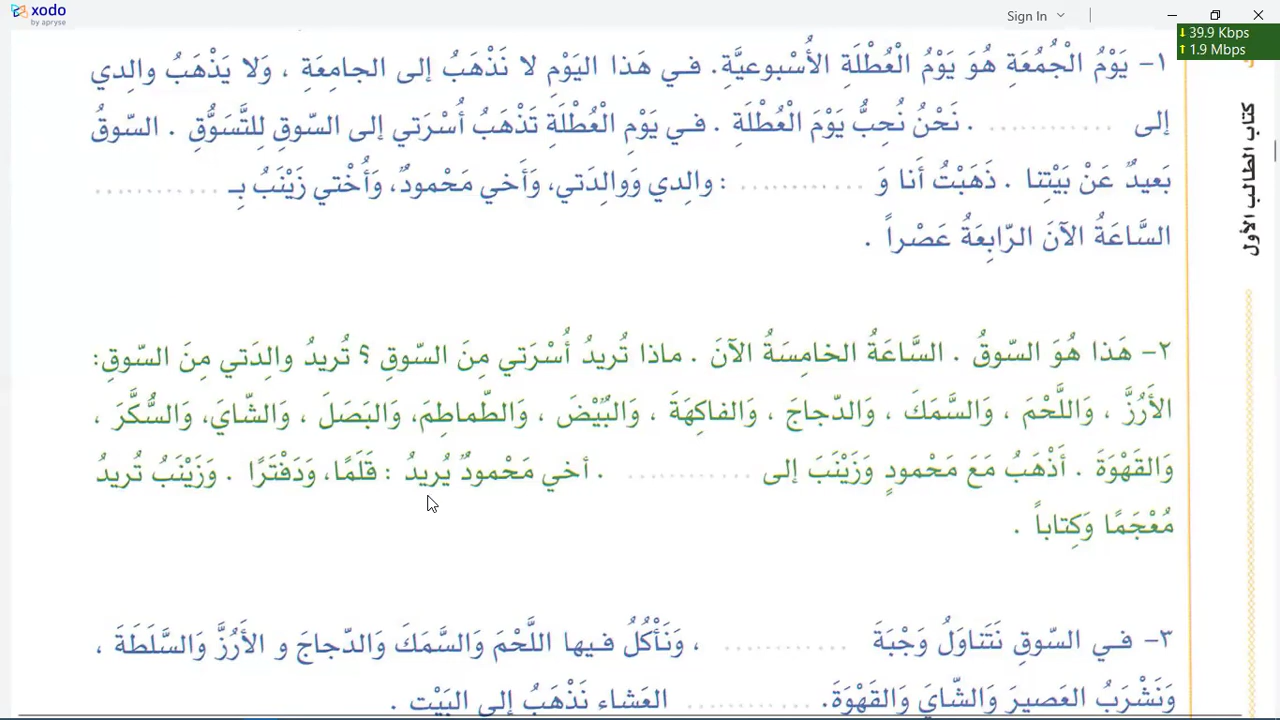 xodo
by apryse
Sign In
↓ 39.9 Kbps
↑ 1.9 Mbps
كتاب الطالب الأول
١- يَوْمُ الْجُمُعَةِ هُوَ يَوْمُ الْعُطْلَةِ الأُسْبوعيَّةِ. في هَذا اليَوْمِ لا نَذْهَبُ إلى الجامِعَةِ ، وَلا يَذْهَبُ والِدي
إلى ............ . نَحْنُ نُحِبُّ يَوْمَ الْعُطْلَةِ . في يَوْمِ الْعُطْلَةِ تَذْهَبُ أُسْرَتي إلى السّوقِ لِلتَّسَوُّقِ . السّوقُ
بَعيدٌ عَنْ بَيْتِنا . ذَهَبْتُ أنا وَ ............ : والِدي وَوالِدَتي، وَأَخي مَحْمودٌ، وَأُخْتي زَيْنَبُ بِـ ............
السَّاعَةُ الآنَ الرّابِعَةُ عَصْراً .
٢- هَذا هُوَ السّوقُ . السَّاعَةُ الخامِسَةُ الآنَ . ماذا تُريدُ أُسْرَتي مِنَ السّوقِ ؟ تُريدُ والِدَتي مِنَ السّوقِ:
الأَرُزَّ ، وَاللَّحْمَ ، وَالسَّمَكَ ، وَالدّجاجَ ، وَالفاكِهَةَ ، وَالبُيْضَ ، وَالطّماطِمَ، وَالبَصَلَ ، وَالشّايَ، وَالسُّكَّرَ ،
وَالقَهْوَةَ . أَذْهَبُ مَعَ مَحْمودٍ وَزَيْنَبَ إلى ............ . أخي مَحْمودٌ يُريدُ : قَلَمًا، وَدَفْتَرًا . وَزَيْنَبُ تُريدُ
مُعْجَمًا وَكِتاباً .
٣- في السّوقِ نَتَناوَلُ وَجْبَةَ ............ ، وَنَأْكُلُ فيها اللَّحْمَ وَالسَّمَكَ وَالدّجاجَ و الأَرُزَّ وَالسَّلَطَةَ ،
وَنَشْرَبُ العَصيرَ وَالشّايَ وَالقَهْوَةَ. ............ العَشاء نَذْهَبُ إلى البَيْت .